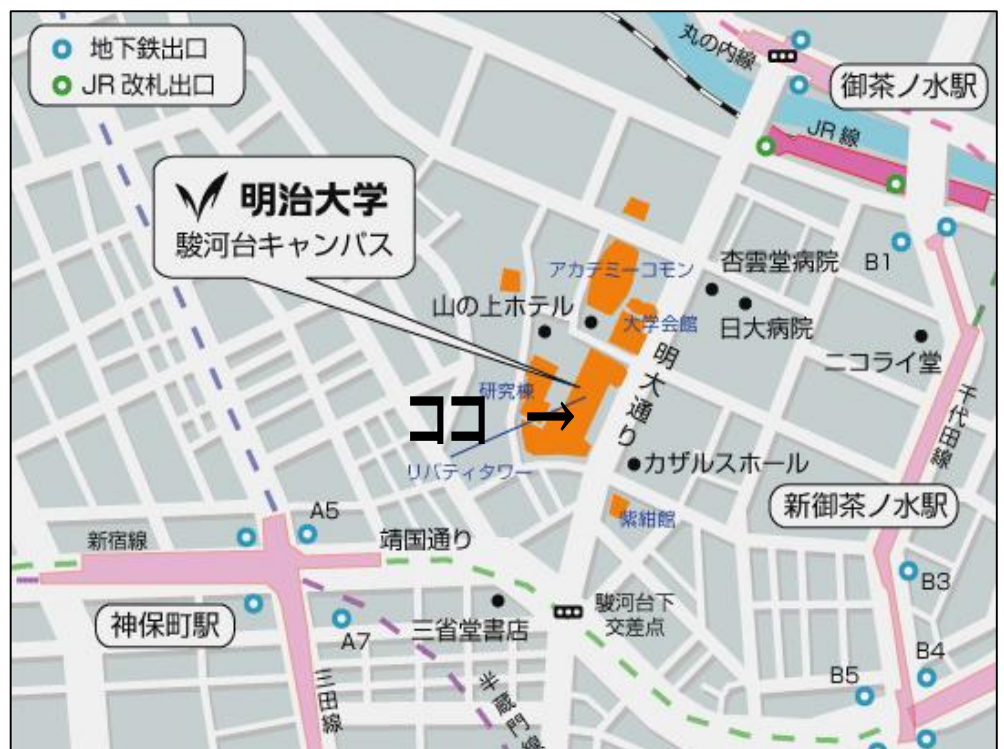 地下鉄出口
JR 改札出口
丸の内線
御茶ノ水駅
JR 線
明治大学
駿河台キャンパス
アカデミーコモン
杏雲堂病院
B1
山の上ホテル
大学会館
日大病院
ニコライ堂
明大通り
研究棟
ココ →
千代田線
リバティタワー
カザルスホール
新御茶ノ水駅
紫紺館
A5
新宿線
靖国通り
B3
神保町駅
A7
三省堂書店
駿河台下
交差点
B4
B5
三田線
半蔵門線